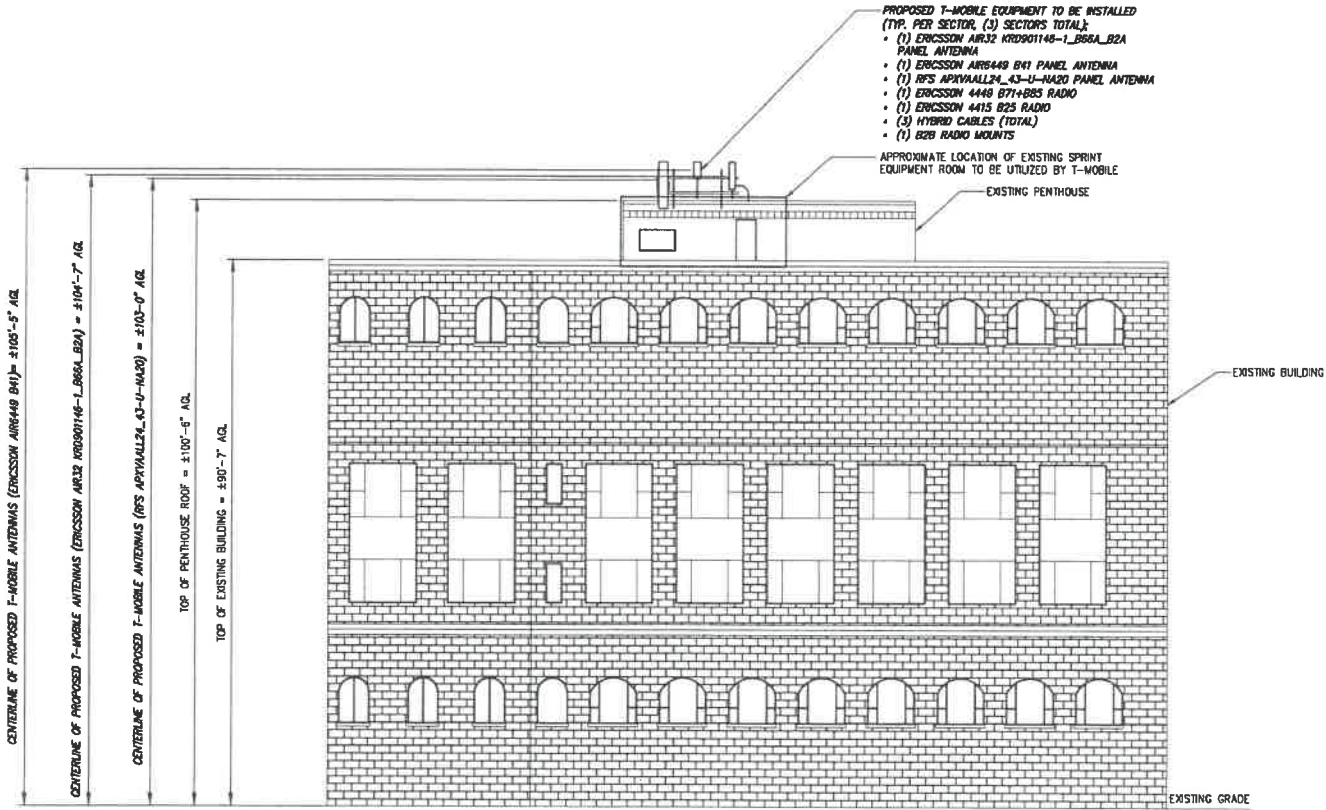 PROPOSED T-MOBILE EQUIPMENT TO BE INSTALLED
(TYP. PER SECTOR, (3) SECTORS TOTAL);
• (1) ERICSSON AIR32 KRD901146-1_B66A_B2A
PANEL ANTENNA
• (1) ERICSSON AIR6449 B41 PANEL ANTENNA
• (1) RFS APXVAALL24_43-U-NA20 PANEL ANTENNA
• (1) ERICSSON 4449 B71+B85 RADIO
• (1) ERICSSON 4415 B25 RADIO
• (3) HYBRID CABLES (TOTAL)
• (1) B2B RADIO MOUNTS
APPROXIMATE LOCATION OF EXISTING SPRINT
EQUIPMENT ROOM TO BE UTILIZED BY T-MOBILE
EXISTING PENTHOUSE
EXISTING BUILDING
EXISTING GRADE
CENTERLINE OF PROPOSED T-MOBILE ANTENNAS (ERICSSON AIR6449 B41)= ±105'-5" AGL
CENTERLINE OF PROPOSED T-MOBILE ANTENNAS (ERICSSON AIR32 KRD901146-1_B66A_B2A) = ±104'-7" AGL
CENTERLINE OF PROPOSED T-MOBILE ANTENNAS (RFS APXVAALL24_43-U-NA20) = ±103'-0" AGL
TOP OF PENTHOUSE ROOF = ±100'-6" AGL
TOP OF EXISTING BUILDING = ±90'-7" AGL